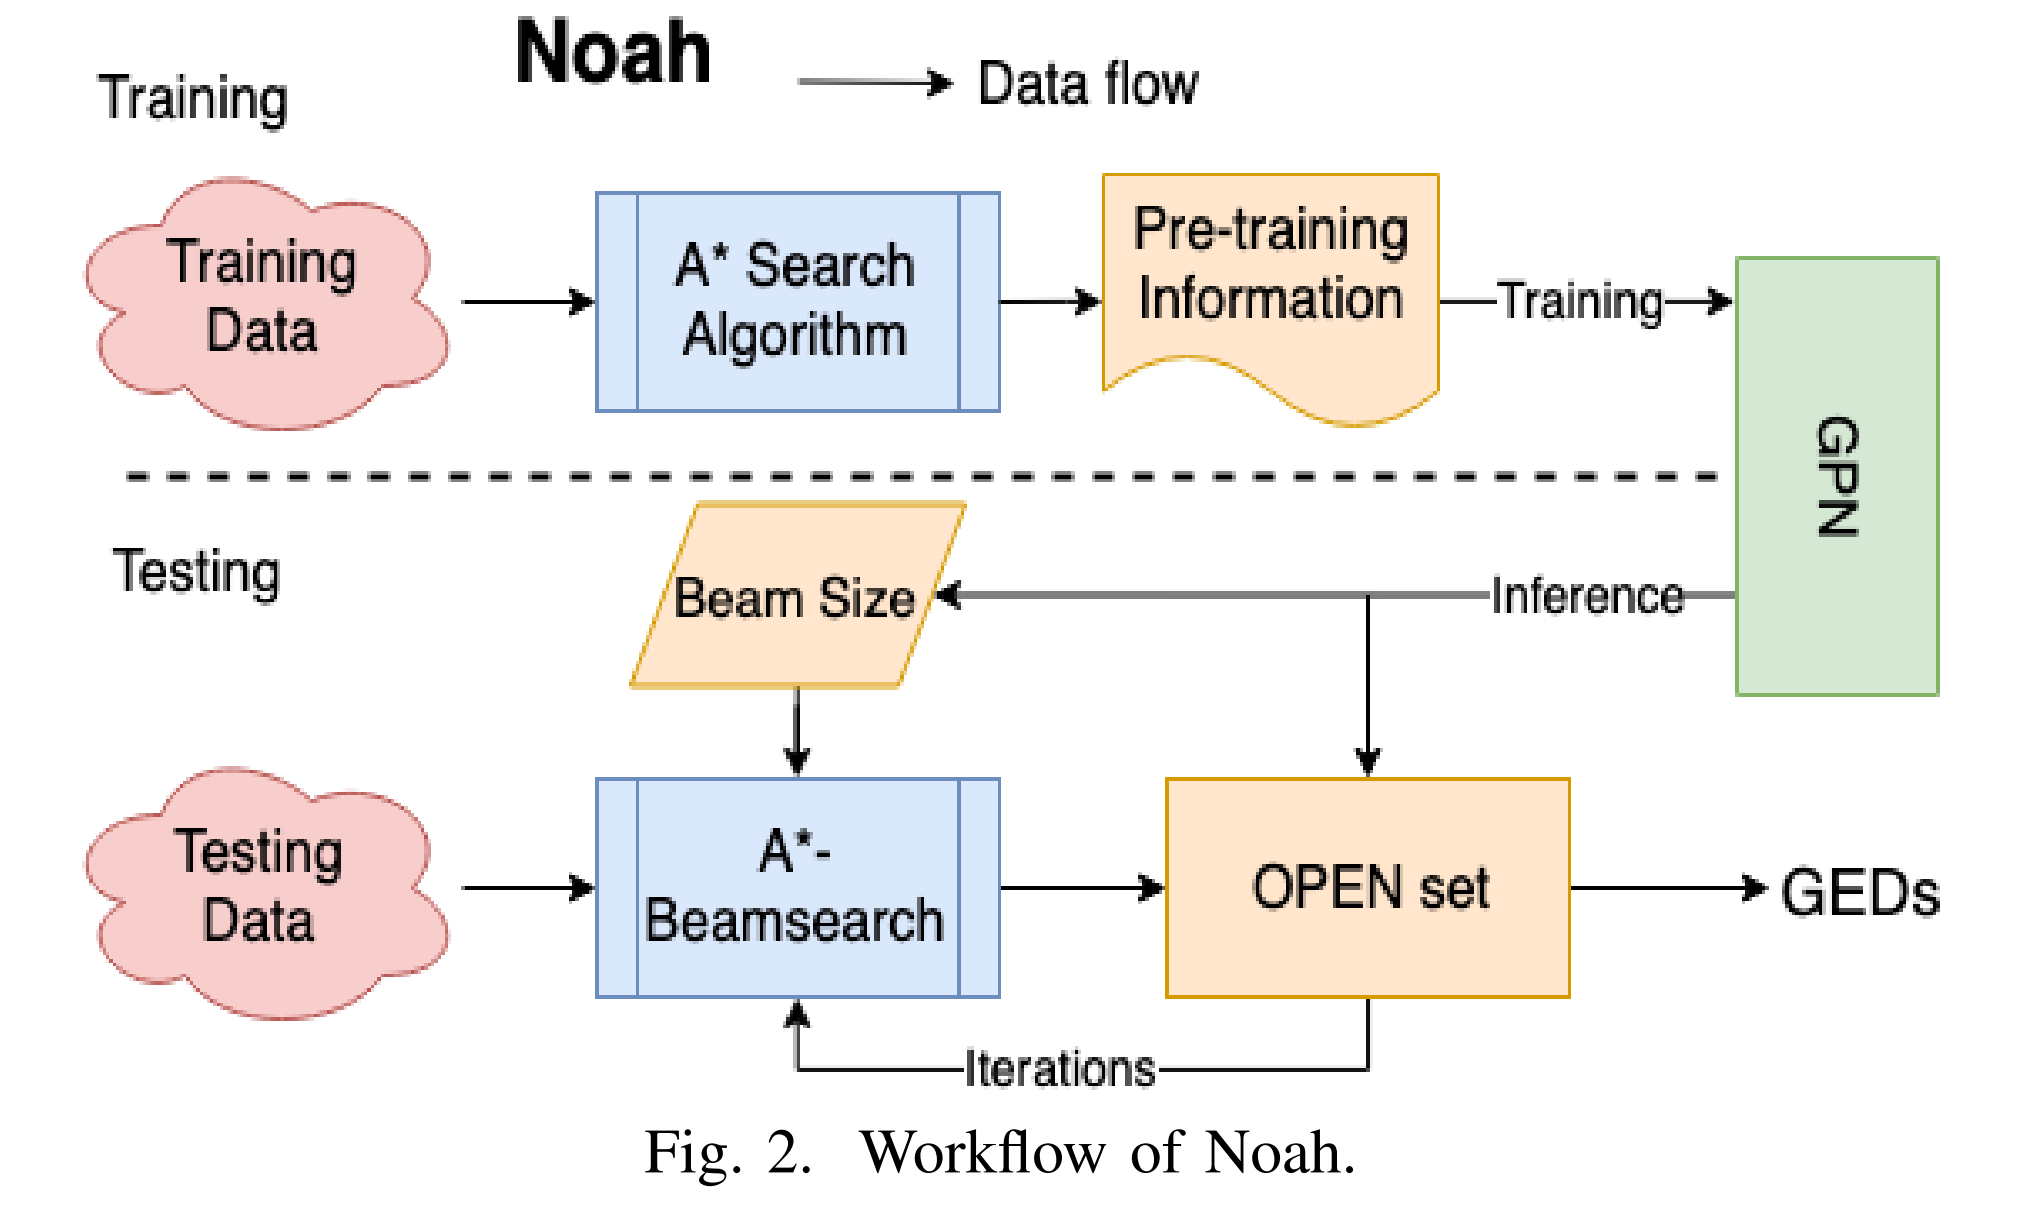 Noah
Data flow
Training
Training
Data
A* Search
Algorithm
Pre-training
Information
Training
GPN
Testing
Beam Size
Inference
Testing
Data
A*-
Beamsearch
OPEN set
GEDs
Iterations
Fig. 2. Workflow of Noah.